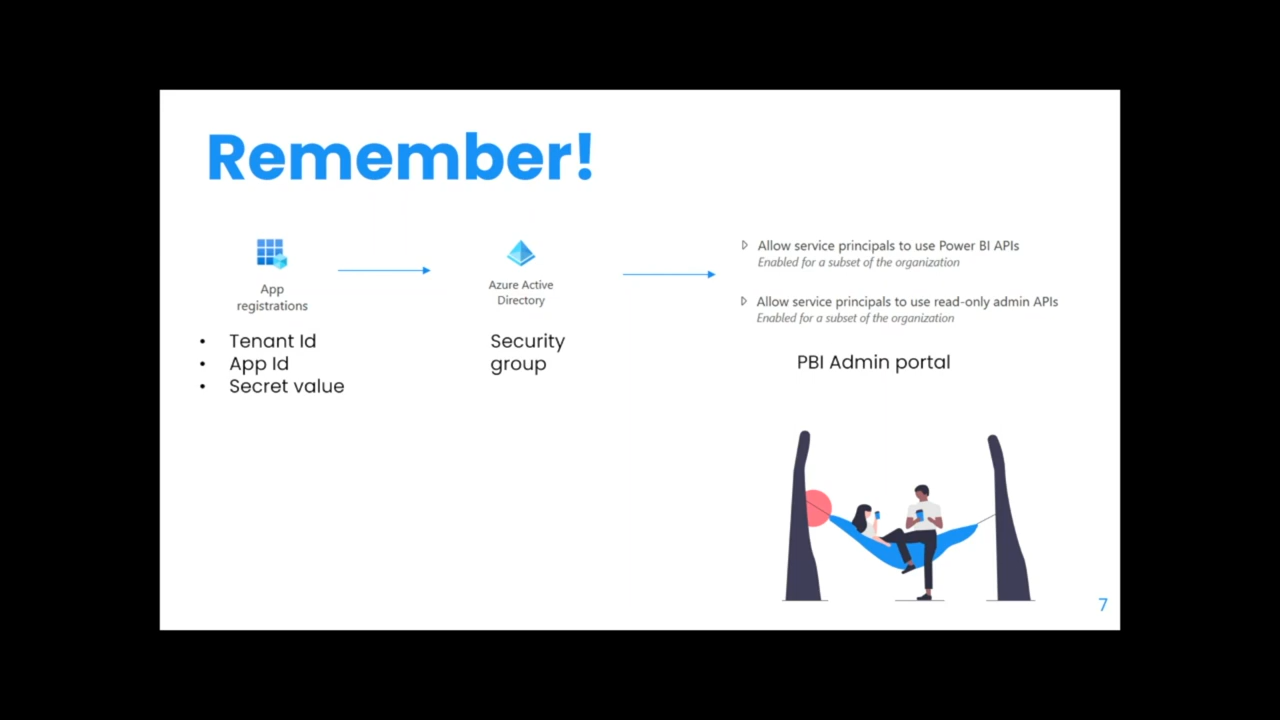 Remember!
App
registrations
• Tenant Id
• App Id
• Secret value
Azure Active
Directory
Security
group
Allow service principals to use Power BI APIs
Enabled for a subset of the organization
Allow service principals to use read-only admin APIs
Enabled for a subset of the organization
PBI Admin portal
7